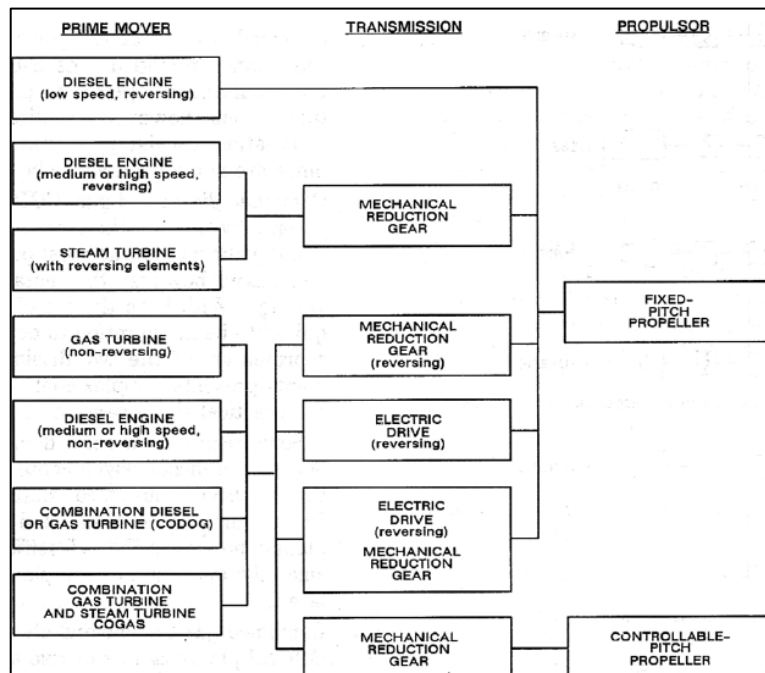 PRIME MOVER
TRANSMISSION
PROPULSOR
DIESEL ENGINE
(low speed, reversing)
DIESEL ENGINE
(medium or high speed,
reversing)
STEAM TURBINE
(with reversing elements)
GAS TURBINE
(non-reversing)
DIESEL ENGINE
(medium or high speed,
non-reversing)
COMBINATION DIESEL
OR GAS TURBINE (CODOG)
COMBINATION
GAS TURBINE
AND STEAM TURBINE
COGAS
MECHANICAL
REDUCTION
GEAR
MECHANICAL
REDUCTION
GEAR
(reversing)
ELECTRIC
DRIVE
(reversing)
ELECTRIC
DRIVE
(reversing)
MECHANICAL
REDUCTION
GEAR
MECHANICAL
REDUCTION
GEAR
FIXED-
PITCH
PROPELLER
CONTROLLABLE-
PITCH
PROPELLER